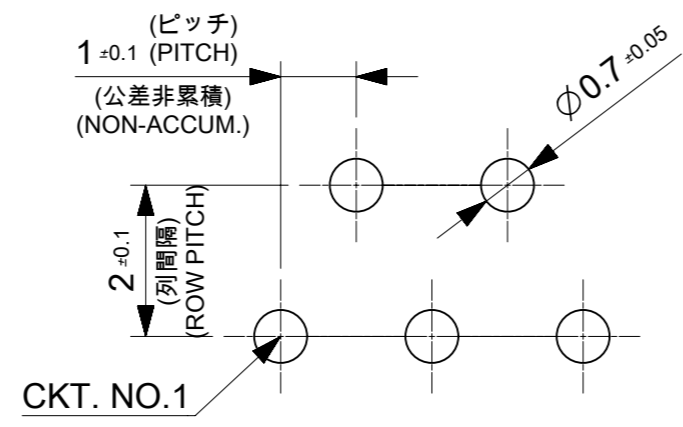 (ピッチ)
1 ±0.1 (PITCH)
(公差非累積)
(NON-ACCUM.)
Ø0.7 ±0.05
2 ±0.1
(列間隔)
(ROW PITCH)
CKT. NO.1